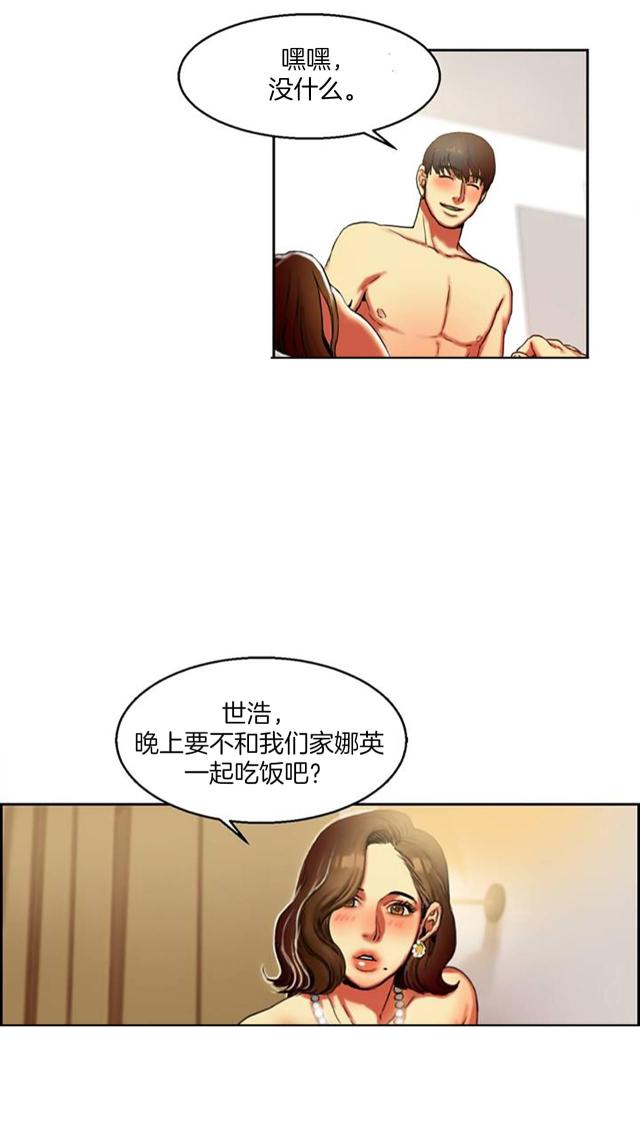 嘿嘿，
没什么。
世浩，
晚上要不和我们家娜英
一起吃饭吧？